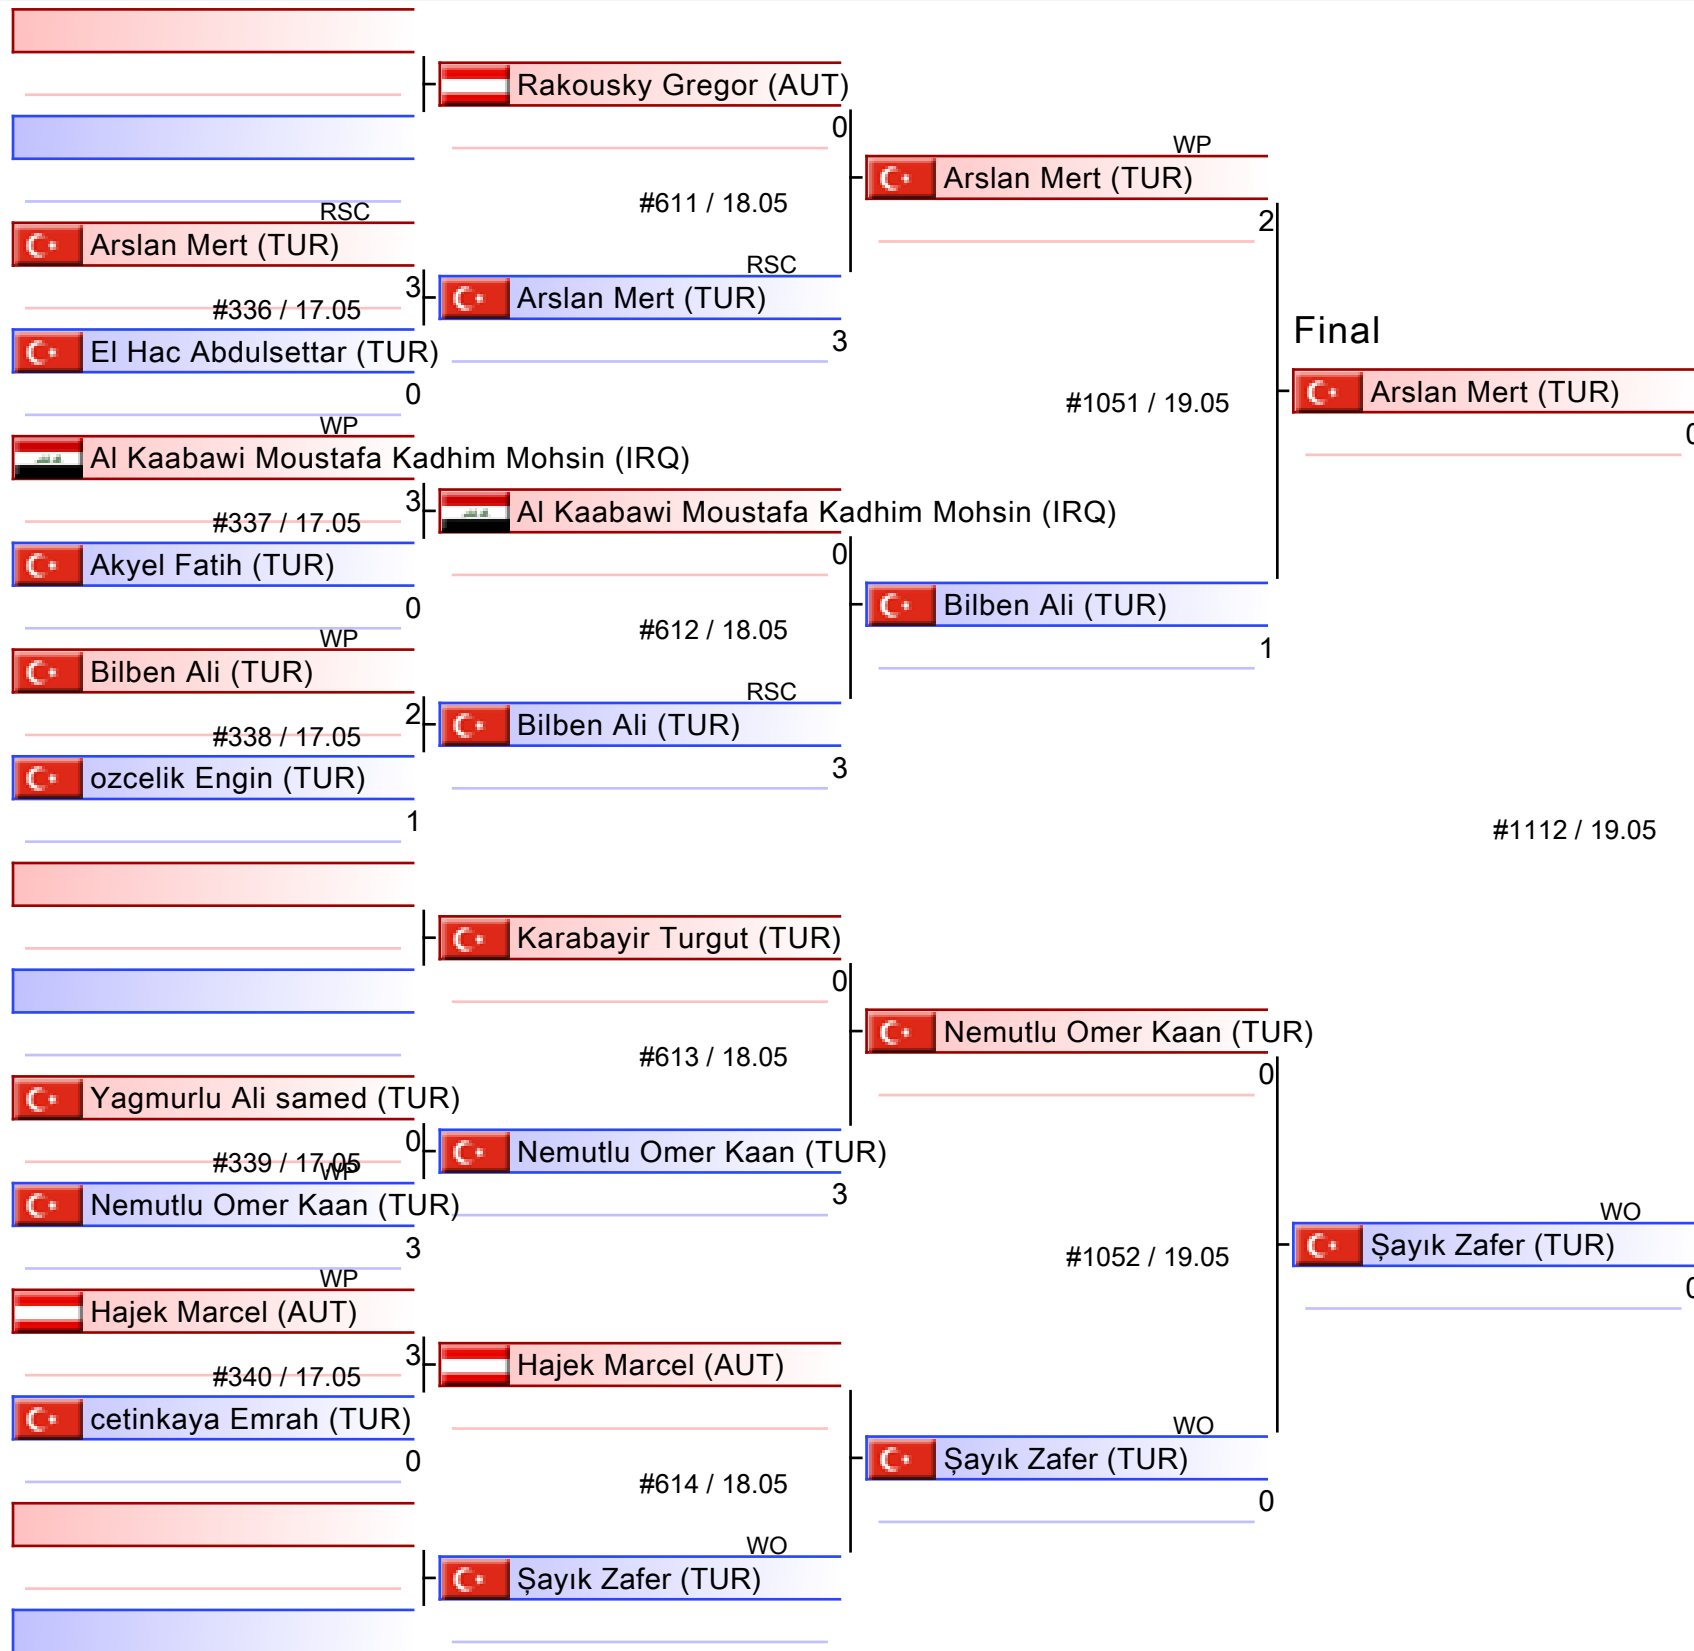 Rakousky Gregor (AUT)
0
WP
Arslan Mert (TUR)
#611 / 18.05
RSC
2
Arslan Mert (TUR)
RSC
3
Arslan Mert (TUR)
#336 / 17.05
Final
3
El Hac Abdulsettar (TUR)
0
#1051 / 19.05
Arslan Mert (TUR)
WP
0
Al Kaabawi Moustafa Kadhim Mohsin (IRQ)
3
Al Kaabawi Moustafa Kadhim Mohsin (IRQ)
#337 / 17.05
0
Akyel Fatih (TUR)
0
Bilben Ali (TUR)
#612 / 18.05
WP
1
Bilben Ali (TUR)
RSC
2
Bilben Ali (TUR)
#338 / 17.05
3
ozcelik Engin (TUR)
1
#1112 / 19.05
Karabayir Turgut (TUR)
0
Nemutlu Omer Kaan (TUR)
#613 / 18.05
0
Yagmurlu Ali samed (TUR)
0
Nemutlu Omer Kaan (TUR)
#339 / 17.05
WP
3
Nemutlu Omer Kaan (TUR)
WO
3
#1052 / 19.05
Şayık Zafer (TUR)
WP
0
Hajek Marcel (AUT)
3
Hajek Marcel (AUT)
#340 / 17.05
cetinkaya Emrah (TUR)
WO
0
Şayık Zafer (TUR)
#614 / 18.05
0
WO
Şayık Zafer (TUR)